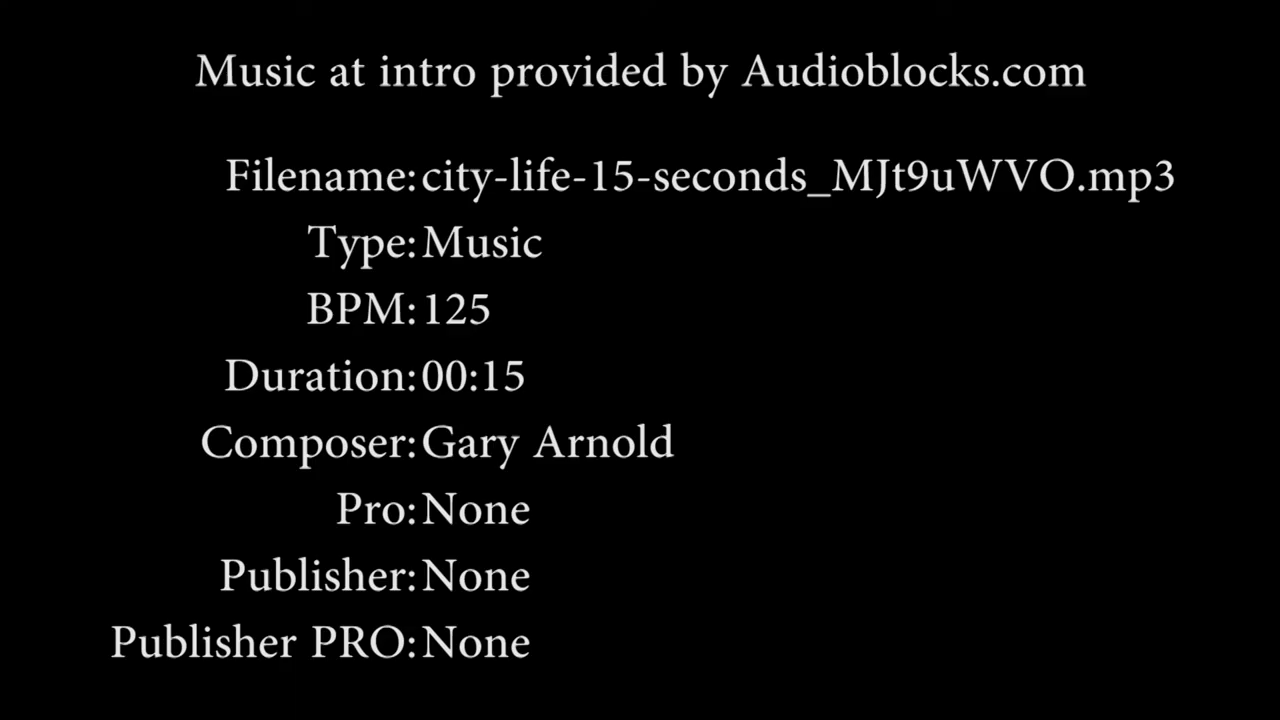 Music at intro provided by Audioblocks.com
Filename: city-life-15-seconds_MJt9uWVO.mp3
Type: Music
BPM: 125
Duration: 00:15
Composer: Gary Arnold
Pro: None
Publisher: None
Publisher PRO: None